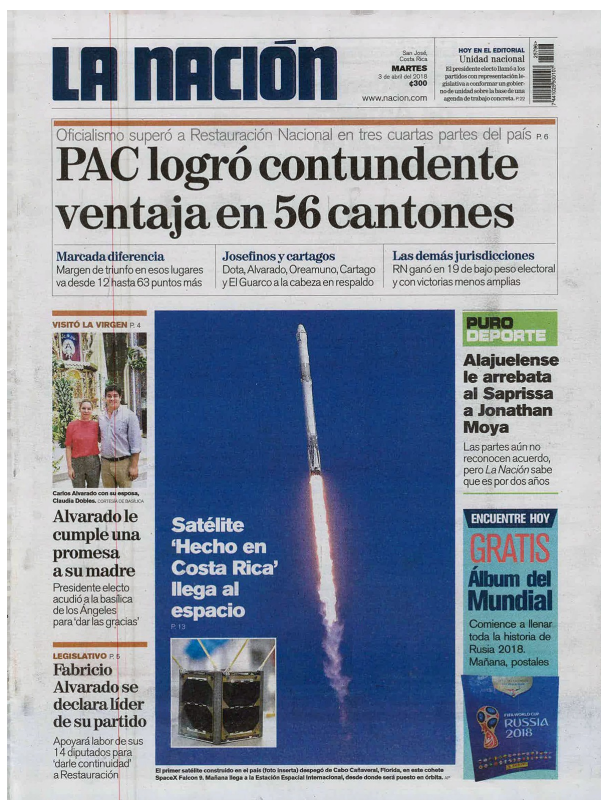 LA NACIÓN
San José,
Costa Rica
MARTES
3 de abril del 2018
¢300
www.nacion.com
HOY EN EL EDITORIAL
Unidad nacional
El presidente electo llamó a los
partidos con representación le-
gislativa a conformar un gobier-
no de unidad sobre la base de una
agenda de trabajo concreta. P.27
Oficialismo superó a Restauración Nacional en tres cuartas partes del país P. 6
PAC logró contundente
ventaja en 56 cantones
Marcada diferencia
Margen de triunfo en esos lugares
va desde 12 hasta 63 puntos más
Josefinos y cartagos
Dota, Alvarado, Oreamuno, Cartago
y El Guarco a la cabeza en respaldo
Las demás jurisdicciones
RN ganó en 19 de bajo peso electoral
y con victorias menos amplias
VISITÓ LA VIRGEN P. 4
Carlos Alvarado con su esposa,
Claudia Dobles. CORTESÍA DE BASÍLICA
Alvarado le
cumple una
promesa
a su madre
Presidente electo
acudió a la basílica
de los Ángeles
para ‘dar las gracias’
LEGISLATIVO P. 5
Fabricio
Alvarado se
declara líder
de su partido
Apoyará labor de sus
14 diputados para
‘darle continuidad’
a Restauración
Satélite
‘Hecho en
Costa Rica’
llega al
espacio
P. 13
El primer satélite construido en el país (foto inserta) despegó de Cabo Cañaveral, Florida, en este cohete
SpaceX Falcon 9. Mañana llega a la Estación Espacial Internacional, desde donde será puesto en órbita.
PURO
DEPORTE
Alajuelense
le arrebata
al Saprissa
a Jonathan
Moya
Las partes aún no
reconocen acuerdo,
pero La Nación sabe
que es por dos años
ENCUENTRE HOY
GRATIS
Álbum del
Mundial
Comience a llenar
toda la historia de
Rusia 2018.
Mañana, postales
FIFA WORLD CUP
RUSSIA
2018